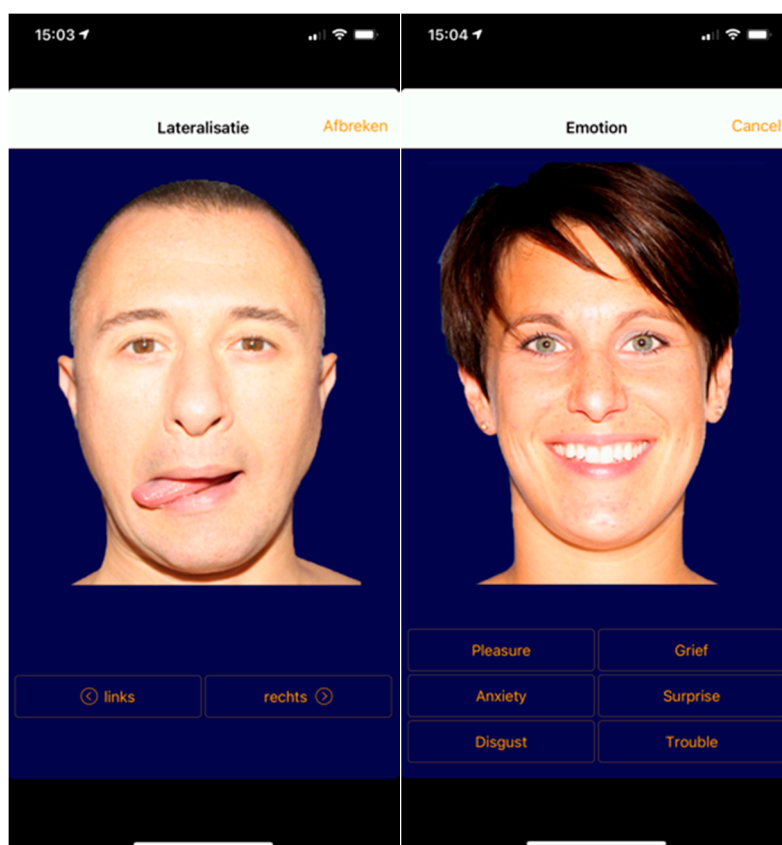 15:03
Lateralisatie
Afbreken
links
rechts
15:04
Emotion
Cancel
Pleasure
Grief
Anxiety
Surprise
Disgust
Trouble